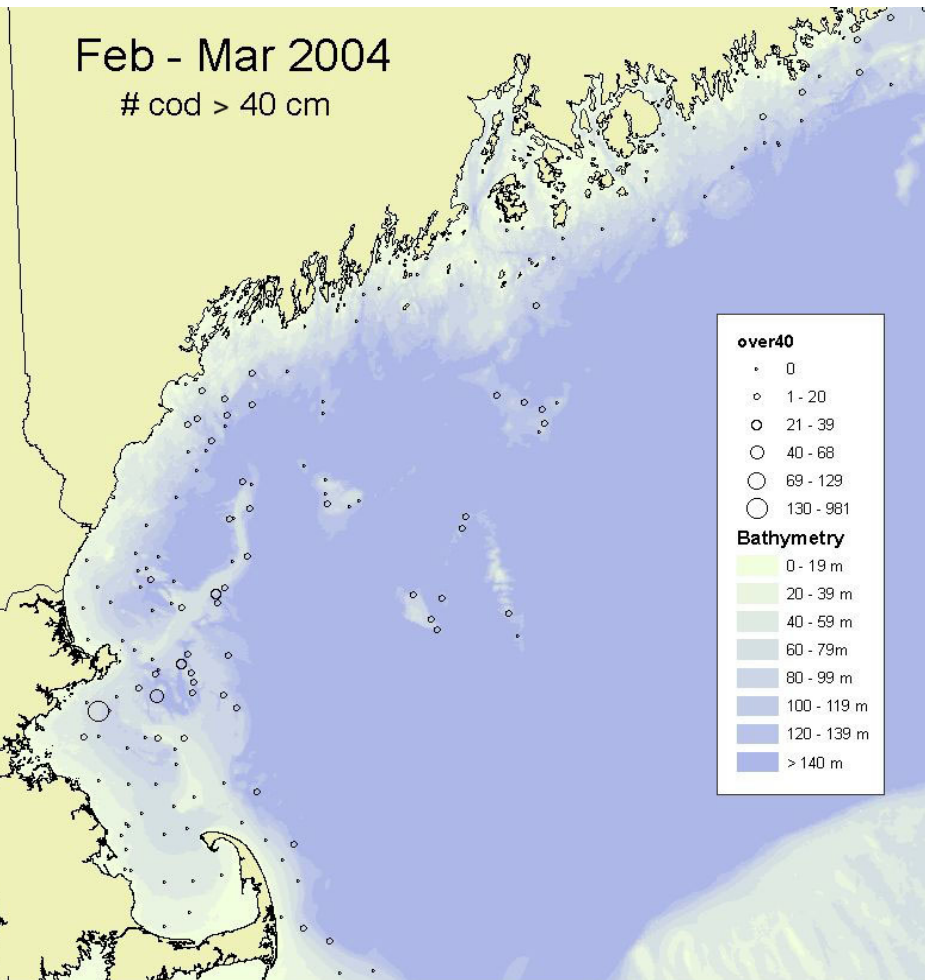 Feb - Mar 2004
# cod > 40 cm
over40
0
1 - 20
21 - 39
40 - 68
69 - 129
130 - 981
Bathymetry
0 - 19 m
20 - 39 m
40 - 59 m
60 - 79m
80 - 99 m
100 - 119 m
120 - 139 m
> 140 m